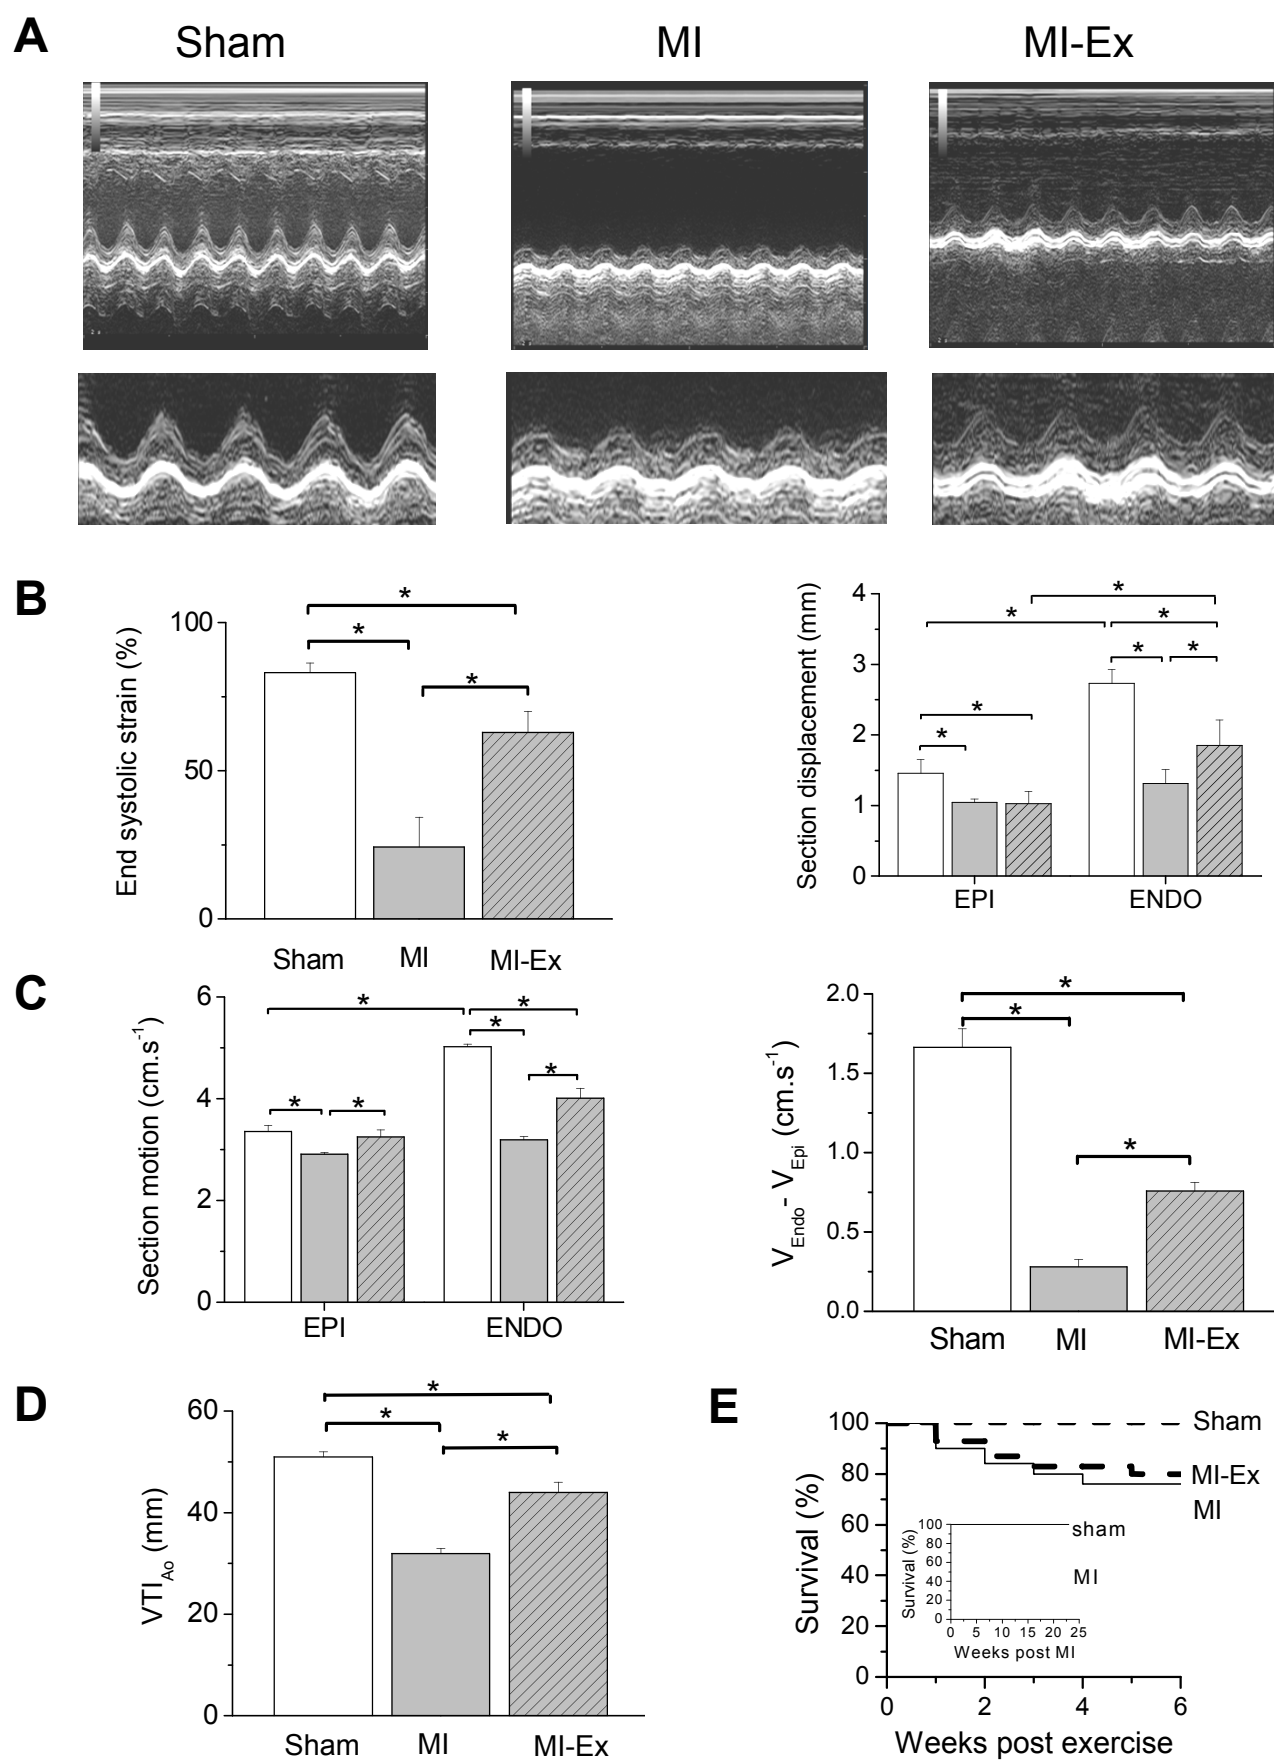 A
Sham
MI
MI-Ex
B
End systolic strain (%)
100
50
0
*
*
*
Sham
MI
MI-Ex
Section displacement (mm)
4
3
2
1
0
*
*
*
*
*
*
*
EPI
ENDO
C
Section motion (cm.s-1)
6
4
2
0
*
*
*
*
*
*
EPI
ENDO
VEndo- VEpi (cm.s-1)
2.0
1.5
1.0
0.5
0.0
*
*
*
Sham
MI
MI-Ex
D
VTIAo (mm)
60
40
20
0
*
*
*
Sham
MI
MI-Ex
E
Survival (%)
100
80
60
40
20
0
Sham
MI-Ex
MI
Survival (%)
100
80
60
40
20
0
sham
MI
0 5 10 15 20 25
Weeks post MI
0 2 4 6
Weeks post exercise